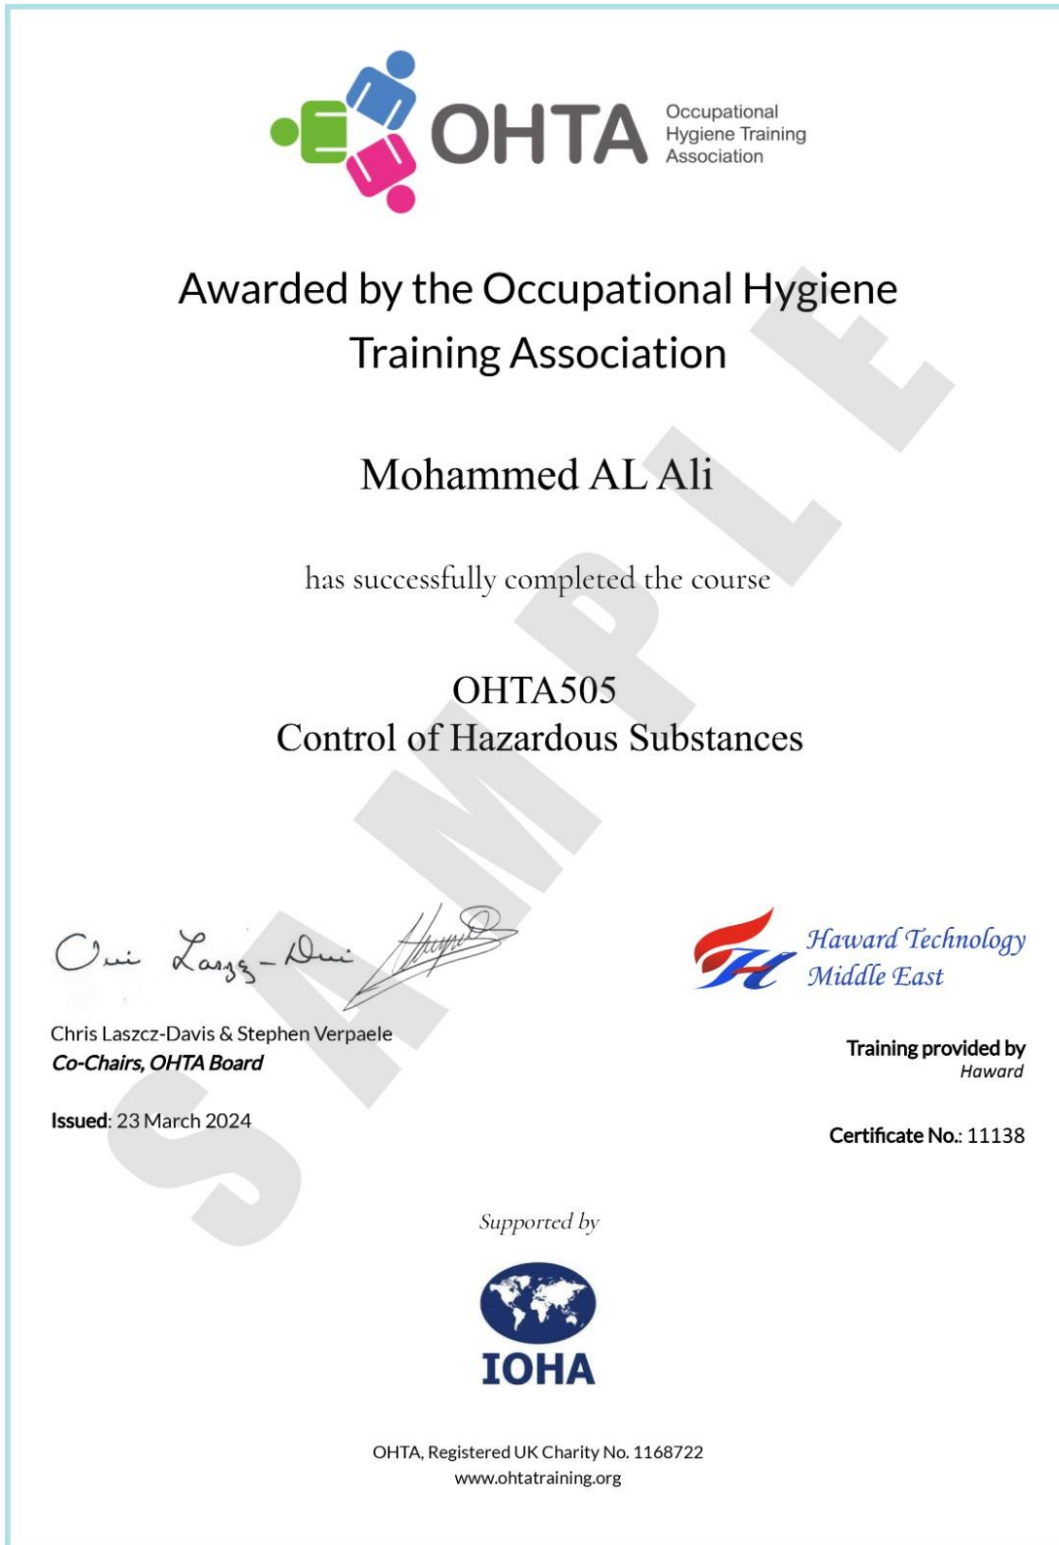 OHTA
Occupational
Hygiene Training
Association
Awarded by the Occupational Hygiene
Training Association
Mohammed AL Ali
has successfully completed the course
OHTA505
Control of Hazardous Substances
SAMPLE
Haward Technology
Middle East
Chris Laszcz-Davis & Stephen Verpaele
Co-Chairs, OHTA Board
Training provided by
Haward
Issued: 23 March 2024
Certificate No.: 11138
Supported by
IOHA
OHTA, Registered UK Charity No. 1168722
www.ohtatraining.org